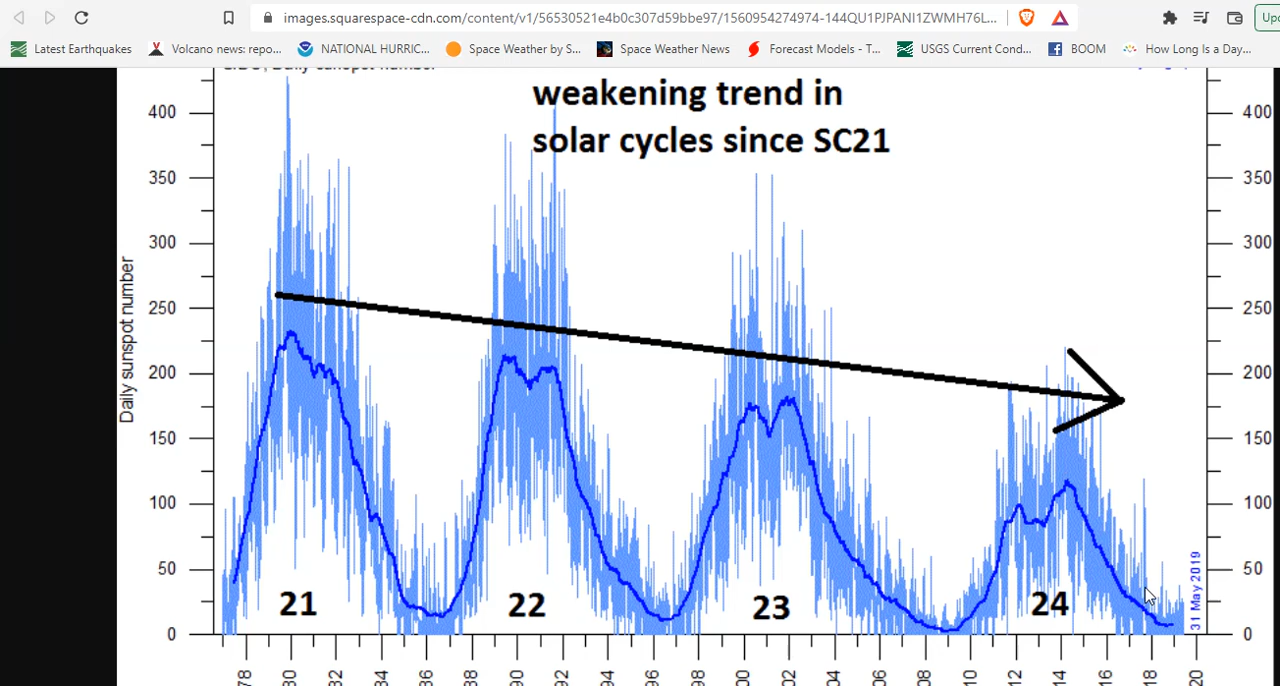 images.squarespace-cdn.com/content/v1/56530521e4b0c307d59bbe97/1560954274974-144QU1PJPANI1ZWMH76L...
Latest Earthquakes Volcano news: repo... NATIONAL HURRIC... Space Weather by S... Space Weather News Forecast Models - T... USGS Current Cond... BOOM How Long Is a Day...
weakening trend in
solar cycles since SC21
Daily sunspot number
400 400
350 350
300 300
250 250
200 200
150 150
100 100
50 50
0 0
21 22 23 24
31 May 2019
78 80 82 84 86 88 90 92 94 96 98 00 02 04 06 08 10 12 14 16 18 20